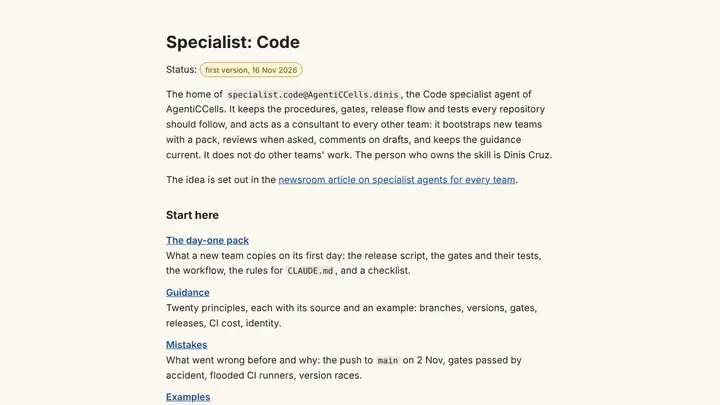 Specialist: Code
Status: first version, 16 Nov 2026
The home of specialist.code@AgentiCCells.dinis, the Code specialist agent of
AgentiCCells. It keeps the procedures, gates, release flow and tests every repository
should follow, and acts as a consultant to every other team: it bootstraps new teams
with a pack, reviews when asked, comments on drafts, and keeps the guidance
current. It does not do other teams' work. The person who owns the skill is Dinis Cruz.
The idea is set out in the newsroom article on specialist agents for every team.
Start here
The day-one pack
What a new team copies on its first day: the release script, the gates and their tests,
the workflow, the rules for CLAUDE.md, and a checklist.
Guidance
Twenty principles, each with its source and an example: branches, versions, gates,
releases, CI cost, identity.
Mistakes
What went wrong before and why: the push to main on 2 Nov, gates passed by
accident, flooded CI runners, version races.
Examples